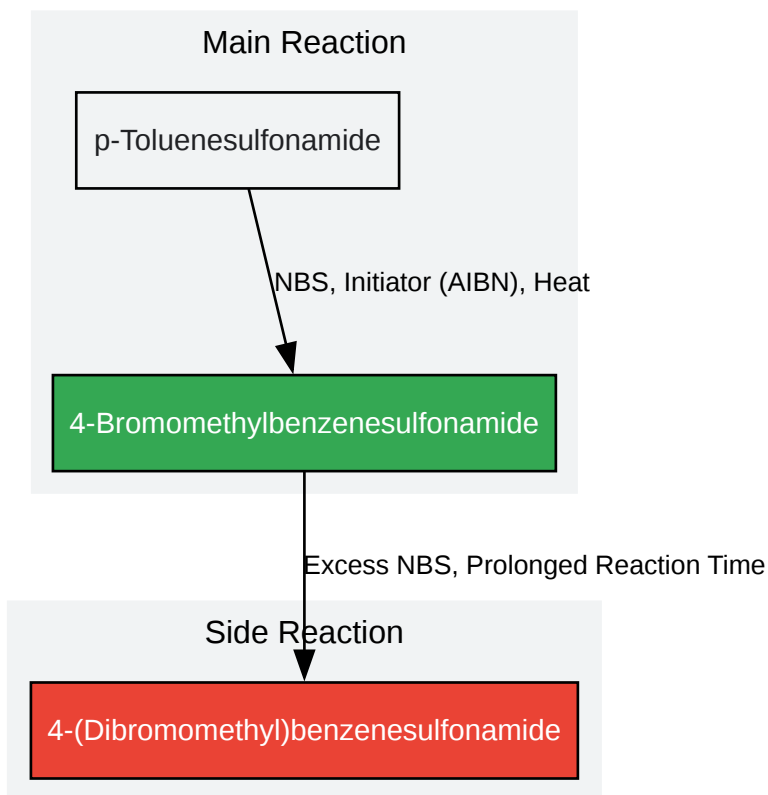 Main Reaction
p-Toluenesulfonamide
NBS, Initiator (AIBN), Heat
4-Bromomethylbenzenesulfonamide
Excess NBS, Prolonged Reaction Time
Side Reaction
4-(Dibromomethyl)benzenesulfonamide